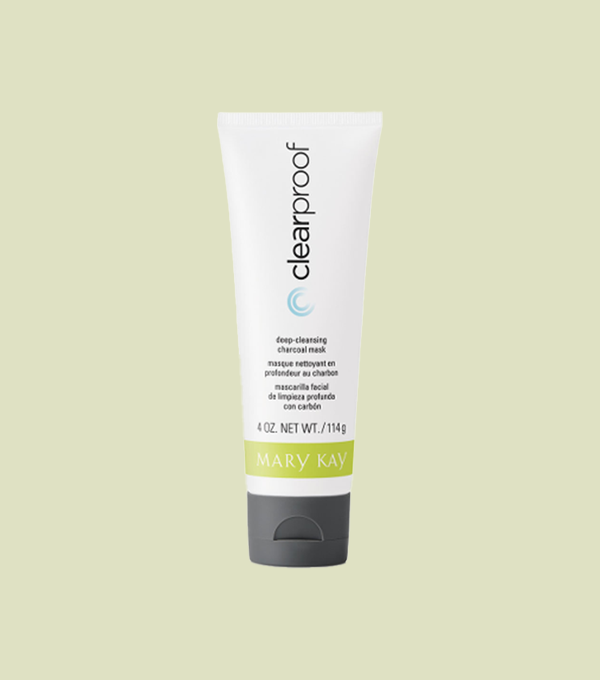 clearproof
deep-cleansing
charcoal mask
masque nettoyant en
profondeur au charbon
mascarilla facial
de limpieza profunda
con carbón
4 OZ. NET WT./114 g
MARY KAY